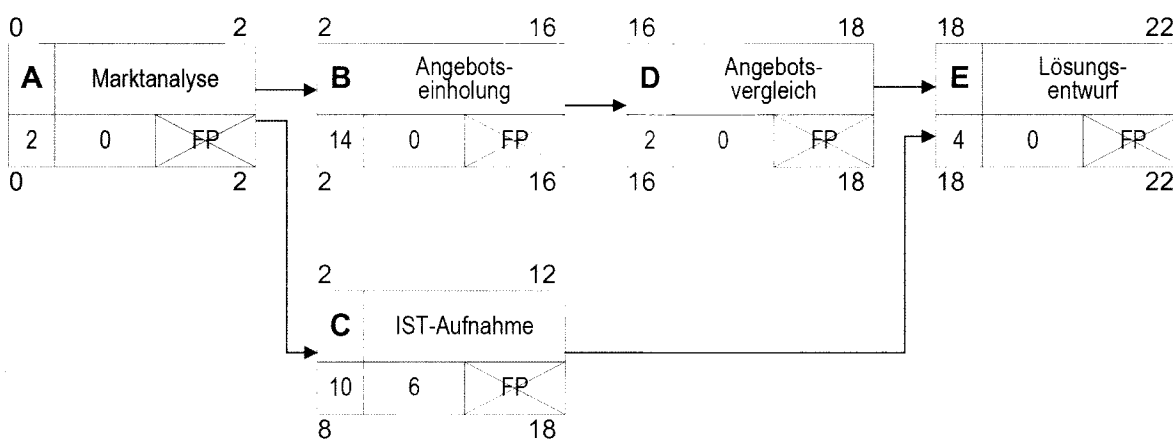 0 2 2 16 16 18 18 22
A Marktanalyse B Angebots- D Angebots- E Lösungs-
einholung vergleich entwurf
2 0 FP 14 0 FP 2 0 FP 4 0 FP
0 2 2 16 16 18 18 22
2 12
C IST-Aufnahme
10 6 FP
8 18